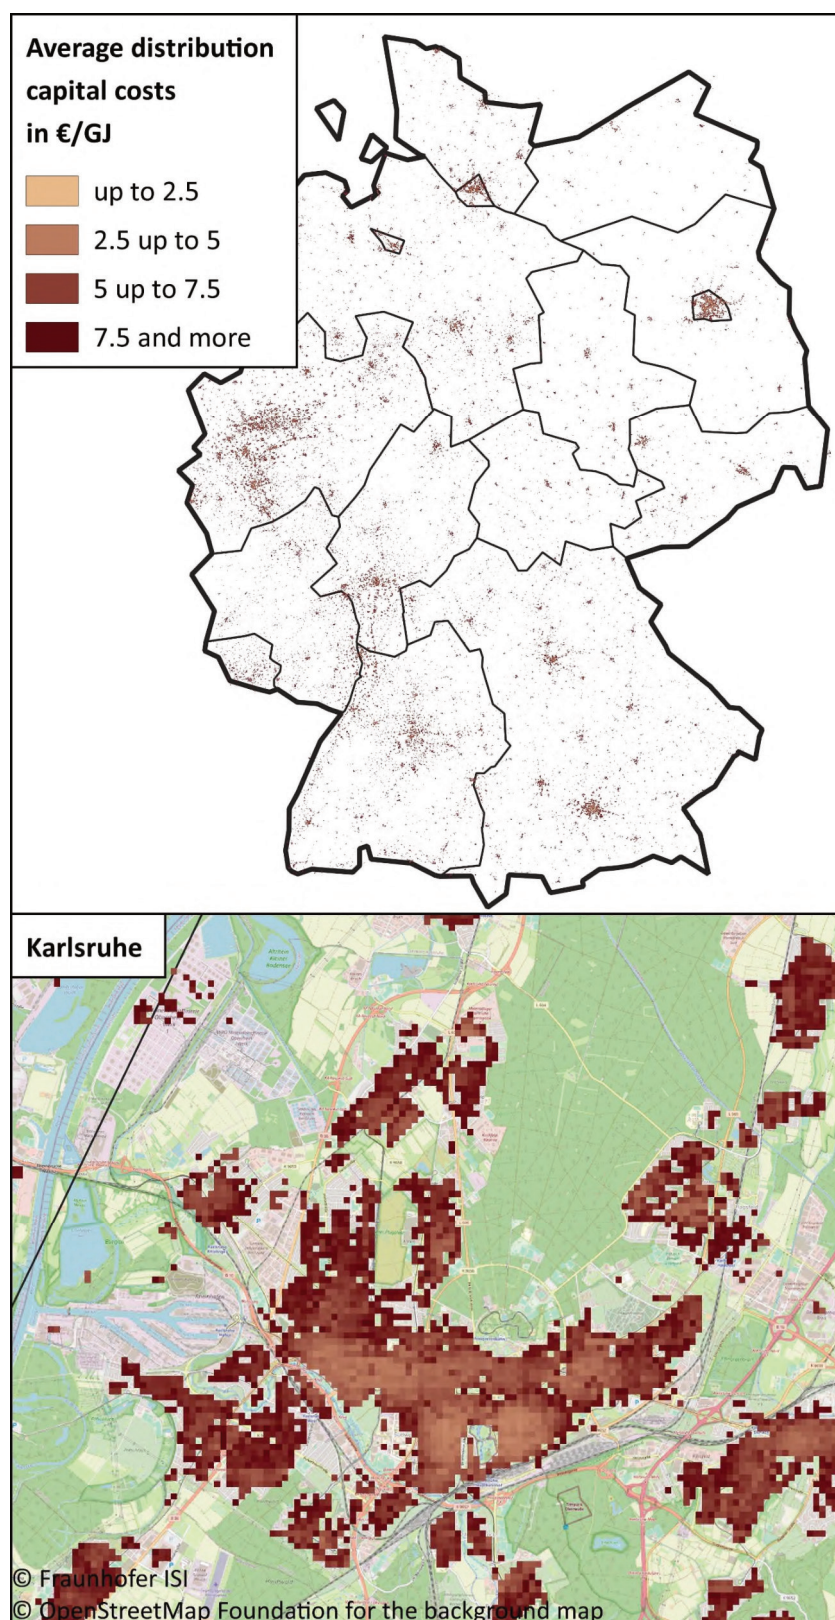 Average distribution
capital costs
in €/GJ
up to 2.5
2.5 up to 5
5 up to 7.5
7.5 and more
Karlsruhe
© Fraunhofer ISI
© OpenStreetMap Foundation for the background map